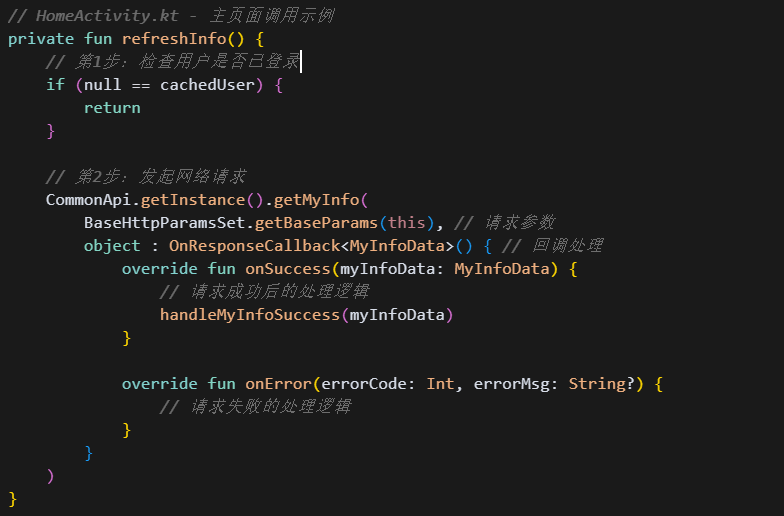 // HomeActivity.kt - 主页面调用示例
private fun refreshInfo() {
    // 第1步: 检查用户是否已登录
    if (null == cachedUser) {
        return
    }

    // 第2步: 发起网络请求
    CommonApi.getInstance().getMyInfo(
        BaseHttpParamsSet.getBaseParams(this), // 请求参数
        object : OnResponseCallback<MyInfoData>() { // 回调处理
            override fun onSuccess(myInfoData: MyInfoData) {
                // 请求成功后的处理逻辑
                handleMyInfoSuccess(myInfoData)
            }

            override fun onError(errorCode: Int, errorMsg: String?) {
                // 请求失败的处理逻辑
            }
        }
    )
}